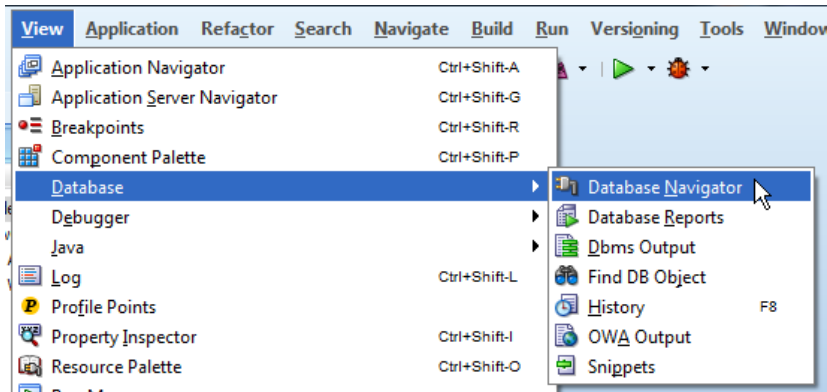 View Application Refactor Search Navigate Build Run Versioning Tools Window
Application Navigator Ctrl+Shift-A
Application Server Navigator Ctrl+Shift-G
Breakpoints Ctrl+Shift-R
Component Palette Ctrl+Shift-P
Database
Database Navigator
Debugger
Database Reports
Java
Dbms Output
Log Ctrl+Shift-L
Find DB Object
Profile Points
History F8
Property Inspector Ctrl+Shift-I
OWA Output
Resource Palette Ctrl+Shift-O
Snippets